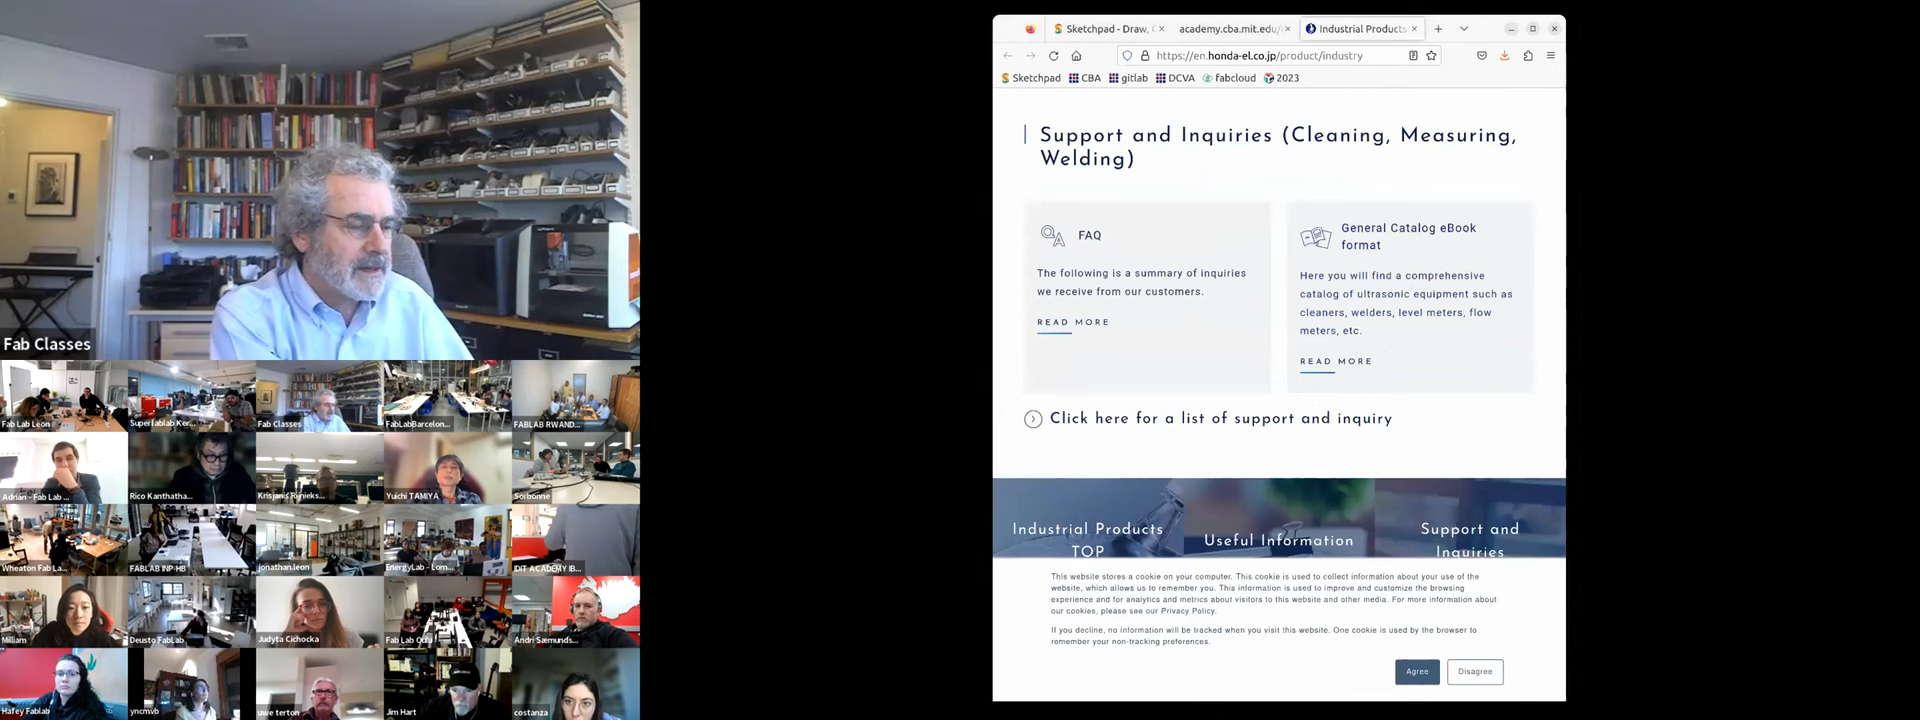 Fab Classes
Fab Lab Leon
Superfablab Ker...
Fab Classes
FabLabBarcelon...
FABLAB RWAND...
Adrian - Fab Lab ...
Rico Kanthatha...
Krisjanis Rijnieks...
Yuichi TAMIYA
Sorbonne
Wheaton Fab La...
FABLAB INP-HB
jonathan.leon
EnergyLab - Lom...
IDIT ACADEMY IB...
Miliam
Deusto FabLab
Judyta Cichocka
Fab Lab Oulu
Andri Sæmunds...
Hafey Fablab
yncmvb
uwe terton
Jim Hart
costanza
Sketchpad - Draw, C
academy.cba.mit.edu/
Industrial Products
https://en.honda-el.co.jp/product/industry
Sketchpad CBA gitlab DCVA fabcloud 2023
Support and Inquiries (Cleaning, Measuring,
Welding)
FAQ
The following is a summary of inquiries
we receive from our customers.
READ MORE
General Catalog eBook
format
Here you will find a comprehensive
catalog of ultrasonic equipment such as
cleaners, welders, level meters, flow
meters, etc.
READ MORE
Click here for a list of support and inquiry
Industrial Products
TOP
Useful Information
Support and
Inquiries
This website stores a cookie on your computer. This cookie is used to collect information about your use of the
website, which allows us to remember you. This information is used to improve and customize the browsing
experience and for analytics and metrics about visitors to this website and other media. For more information about
our cookies, please see our Privacy Policy.
If you decline, no information will be tracked when you visit this website. One cookie is used by the browser to
remember your non-tracking preferences.
Agree
Disagree